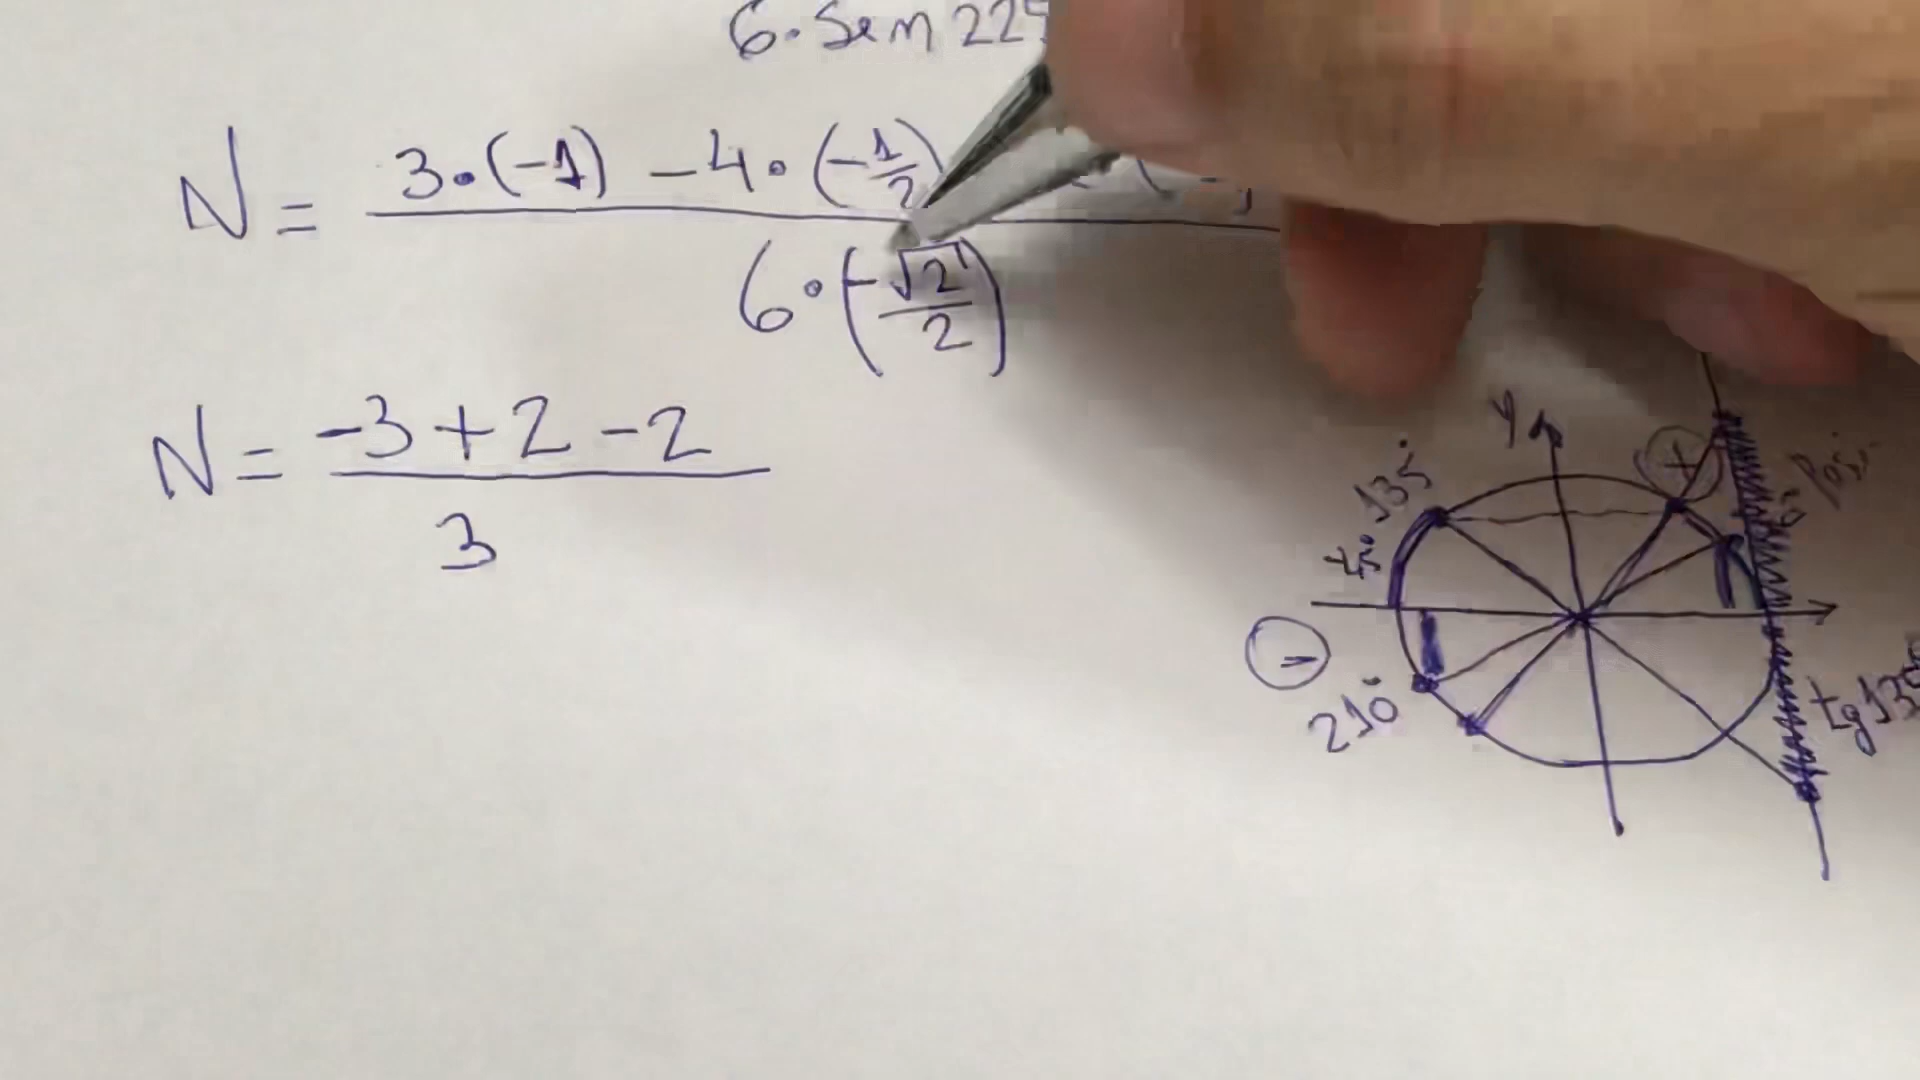 6. Sen 225
N = 3 · (-1) - 4 · (-1/2)
6 · (-√2/2)
N = -3 + 2 - 2
3
y
+
135°
-
210°
tg 135°